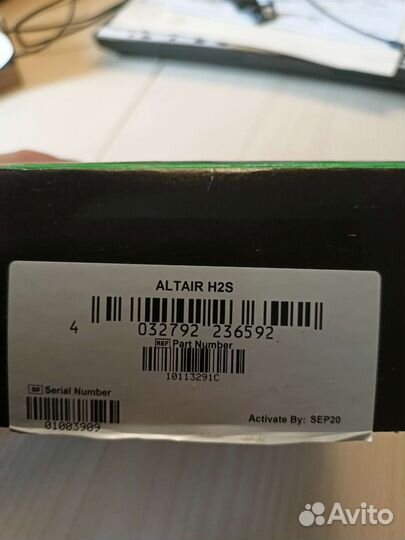 ALTAIR H2S
4 032792 236592
REF Part Number
10113291C
SN Serial Number
01003909
Activate By: SEP20
Avito